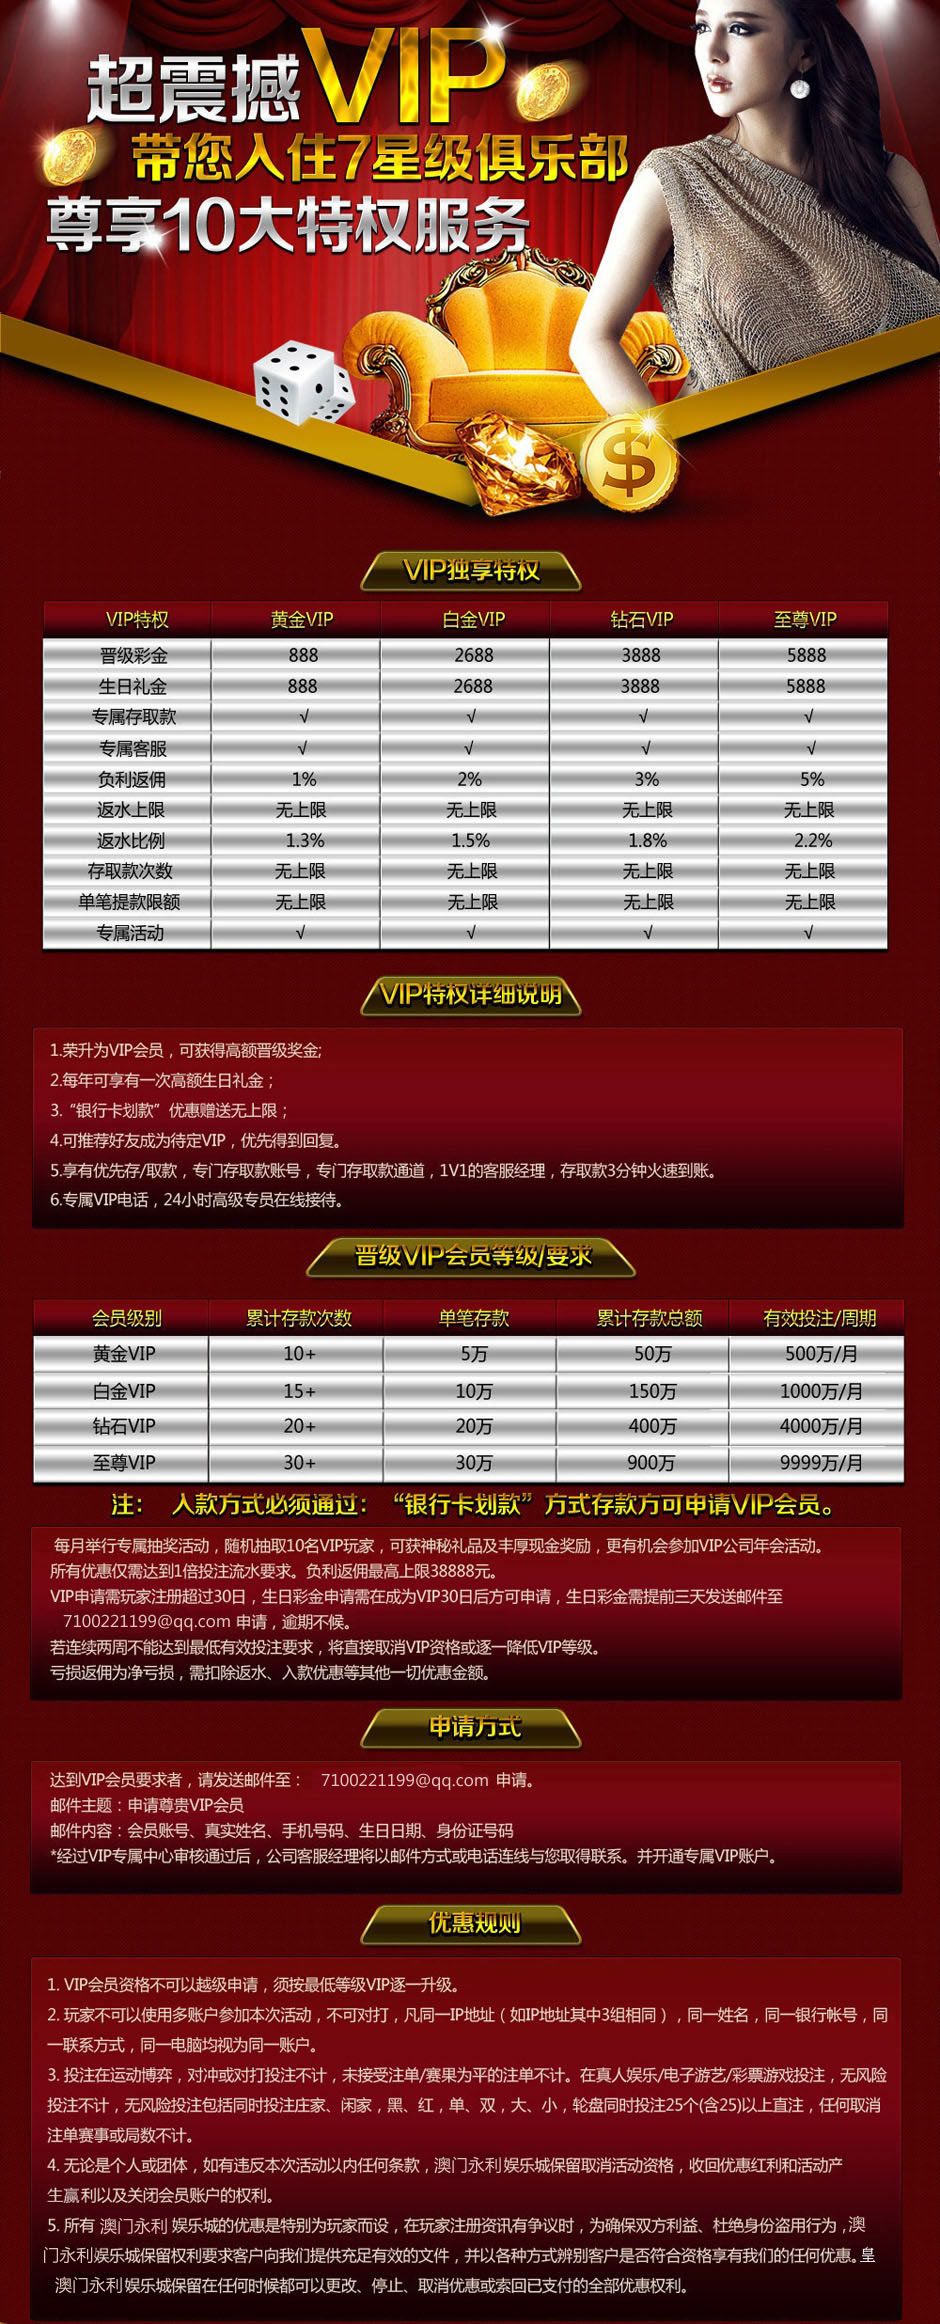 超震撼VIP
带您入住7星级俱乐部
尊享10大特权服务
VIP独享特权
VIP特权 黄金VIP 白金VIP 钻石VIP 至尊VIP
晋级彩金 888 2688 3888 5888
生日礼金 888 2688 3888 5888
专属存取款 √ √ √ √
专属客服 √ √ √ √
负利返佣 1% 2% 3% 5%
返水上限 无上限 无上限 无上限 无上限
返水比例 1.3% 1.5% 1.8% 2.2%
存取款次数 无上限 无上限 无上限 无上限
单笔提款限额 无上限 无上限 无上限 无上限
专属活动 √ √ √ √
VIP特权详细说明
1.荣升为VIP会员，可获得高额晋级奖金;
2.每年可享有一次高额生日礼金；
3.“银行卡划款”优惠赠送无上限；
4.可推荐好友成为待定VIP，优先得到回复。
5.享有优先存/取款，专门存取款账号，专门存取款通道，1V1的客服经理，存取款3分钟火速到账。
6.专属VIP电话，24小时高级专员在线接待。
晋级VIP会员等级/要求
会员级别 累计存款次数 单笔存款 累计存款总额 有效投注/周期
黄金VIP 10+ 5万 50万 500万/月
白金VIP 15+ 10万 150万 1000万/月
钻石VIP 20+ 20万 400万 4000万/月
至尊VIP 30+ 30万 900万 9999万/月
注： 入款方式必须通过：“银行卡划款”方式存款方可申请VIP会员。
每月举行专属抽奖活动，随机抽取10名VIP玩家，可获神秘礼品及丰厚现金奖励，更有机会参加VIP公司年会活动。
所有优惠仅需达到1倍投注流水要求。负利返佣最高上限38888元。
VIP申请需玩家注册超过30日，生日彩金申请需在成为VIP30日后方可申请，生日彩金需提前三天发送邮件至
7100221199@qq.com 申请，逾期不候。
若连续两周不能达到最低有效投注要求，将直接取消VIP资格或逐一降低VIP等级。
亏损返佣为净亏损，需扣除返水、入款优惠等其他一切优惠金额。
申请方式
达到VIP会员要求者，请发送邮件至： 7100221199@qq.com 申请。
邮件主题：申请尊贵VIP会员
邮件内容：会员账号、真实姓名、手机号码、生日日期、身份证号码
*经过VIP专属中心审核通过后，公司客服经理将以邮件方式或电话连线与您取得联系。并开通专属VIP账户。
优惠规则
1. VIP会员资格不可以越级申请，须按最低等级VIP逐一升级。
2. 玩家不可以使用多账户参加本次活动，不可对打，凡同一IP地址（如IP地址其中3组相同），同一姓名，同一银行帐号，同
一联系方式，同一电脑均视为同一账户。
3. 投注在运动博弈，对冲或对打投注不计，未接受注单/赛果为平的注单不计。在真人娱乐/电子游艺/彩票游戏投注，无风险
投注不计，无风险投注包括同时投注庄家、闲家，黑、红，单、双，大、小，轮盘同时投注25个(含25)以上直注，任何取消
注单赛事或局数不计。
4. 无论是个人或团体，如有违反本次活动以内任何条款，澳门永利娱乐城保留取消活动资格，收回优惠红利和活动产
生赢利以及关闭会员账户的权利。
5. 所有 澳门永利 娱乐城的优惠是特别为玩家而设，在玩家注册资讯有争议时，为确保双方利益、杜绝身份盗用行为，澳
门永利娱乐城保留权利要求客户向我们提供充足有效的文件，并以各种方式辨别客户是否符合资格享有我们的任何优惠。皇
澳门永利娱乐城保留在任何时候都可以更改、停止、取消优惠或索回已支付的全部优惠权利。